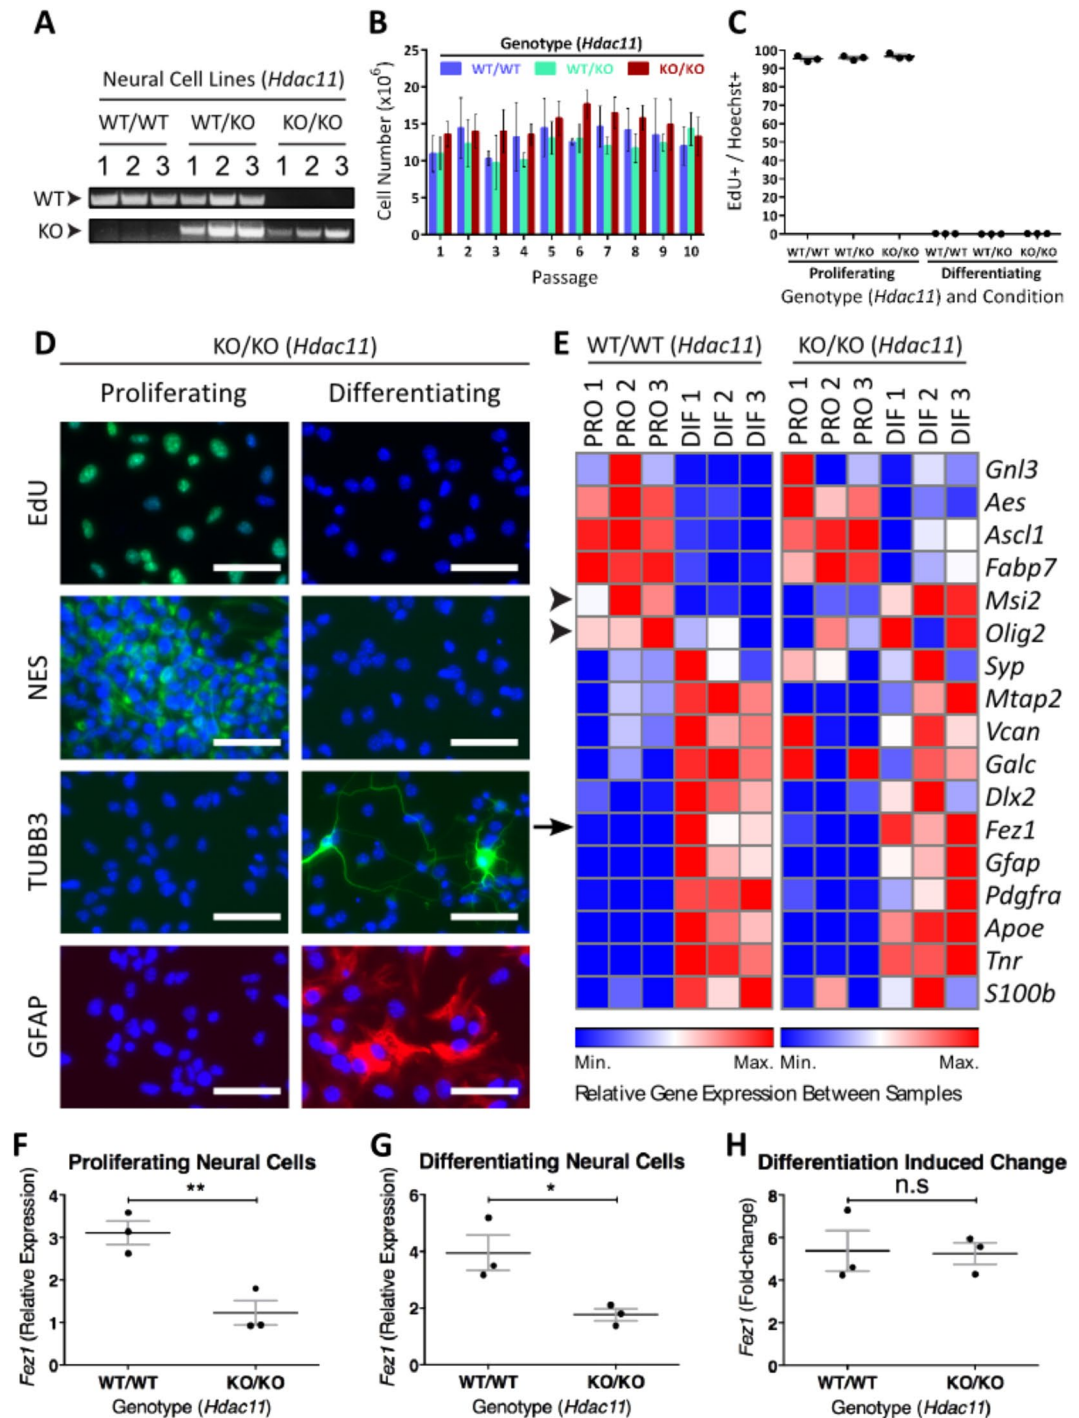 A
Neural Cell Lines (Hdac11)
WT/WT WT/KO KO/KO
1 2 3 1 2 3 1 2 3
WT
KO
B
Genotype (Hdac11)
WT/WT WT/KO KO/KO
Cell Number (x10⁶)
25
20
15
10
5
0
1 2 3 4 5 6 7 8 9 10
Passage
C
EdU+ / Hoechst+
100
90
80
70
60
50
40
30
20
10
0
WT/WT WT/KO KO/KO WT/WT WT/KO KO/KO
Proliferating Differentiating
Genotype (Hdac11) and Condition
D
KO/KO (Hdac11)
Proliferating Differentiating
EdU
NES
TUBB3
GFAP
E
WT/WT (Hdac11) KO/KO (Hdac11)
PRO 1 PRO 2 PRO 3 DIF 1 DIF 2 DIF 3 PRO 1 PRO 2 PRO 3 DIF 1 DIF 2 DIF 3
Gnl3
Aes
Ascl1
Fabp7
Msi2
Olig2
Syp
Mtap2
Vcan
Galc
Dlx2
Fez1
Gfap
Pdgfra
Apoe
Tnr
S100b
Min. Max. Min. Max.
Relative Gene Expression Between Samples
F
Proliferating Neural Cells
**
Fez1 (Relative Expression)
4
3
2
1
0
WT/WT KO/KO
Genotype (Hdac11)
G
Differentiating Neural Cells
*
Fez1 (Relative Expression)
6
4
2
0
WT/WT KO/KO
Genotype (Hdac11)
H
Differentiation Induced Change
n.s
Fez1 (Fold-change)
8
6
4
2
0
WT/WT KO/KO
Genotype (Hdac11)